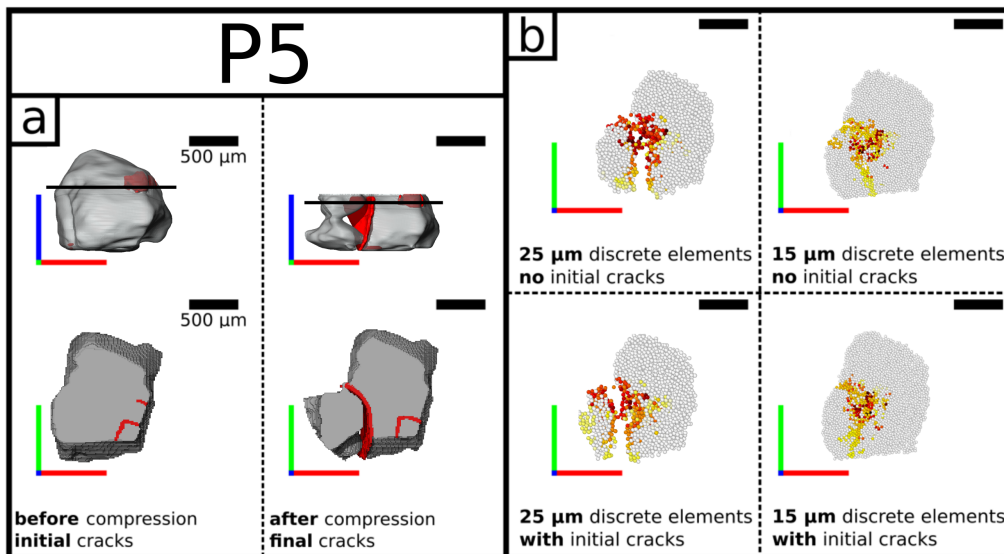 P5
a
500 μm
500 μm
before compression
initial cracks
after compression
final cracks
b
25 μm discrete elements
no initial cracks
15 μm discrete elements
no initial cracks
25 μm discrete elements
with initial cracks
15 μm discrete elements
with initial cracks